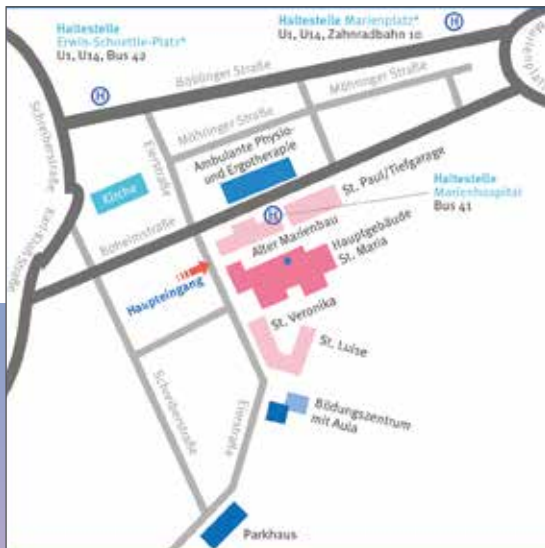 Haltestelle
Erwin-Schoettle-Platz*
U1, U14, Bus 42
Haltestelle Marienplatz*
U1, U14, Zahnradbahn 10
H
H
Marienplatz
Böblinger Straße
Möhringer Straße
Möhringer Straße
Schreiberstraße
Eierstraße
Ambulante Physio-
und Ergotherapie
Kirche
St. Paul/Tiefgarage
Haltestelle
Marienhospital
Bus 41
H
Karl-Kloß-Straße
Böheimstraße
Alter Marienbau
Hauptgebäude
St. Maria
Haupteingang
St. Veronika
St. Luise
Schreiberstraße
Eierstraße
Bildungszentrum
mit Aula
Parkhaus